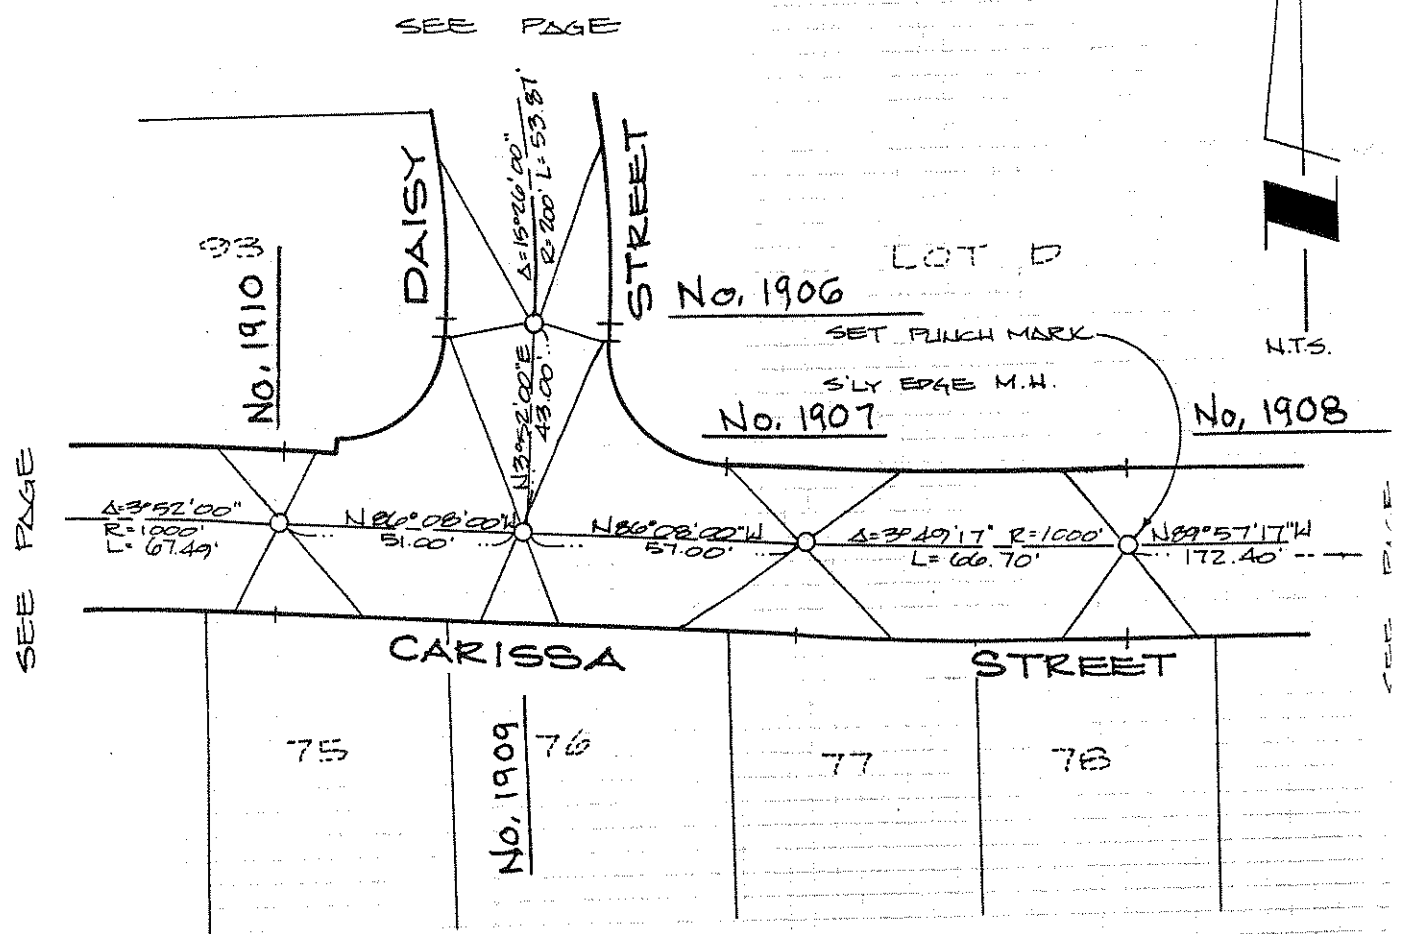 SEE PAGE
DAISY
STREET
Δ=15°26'00"
R=200' L=53.87'
93
No. 1910
LOT D
No. 1906
SET PUNCH MARK
S'LY EDGE M.H.
N.T.S.
N3°52'00"E
43.00'
No. 1907
No. 1908
SEE PAGE
Δ=3°52'00"
R=1000'
L=67.49'
N86°08'00"W
51.00'
N86°08'00"W
57.00'
Δ=3°49'17" R=1000'
L=66.70'
N89°57'17"W
172.40'
SEE PAGE
CARISSA STREET
75
No. 1909
76
77
78